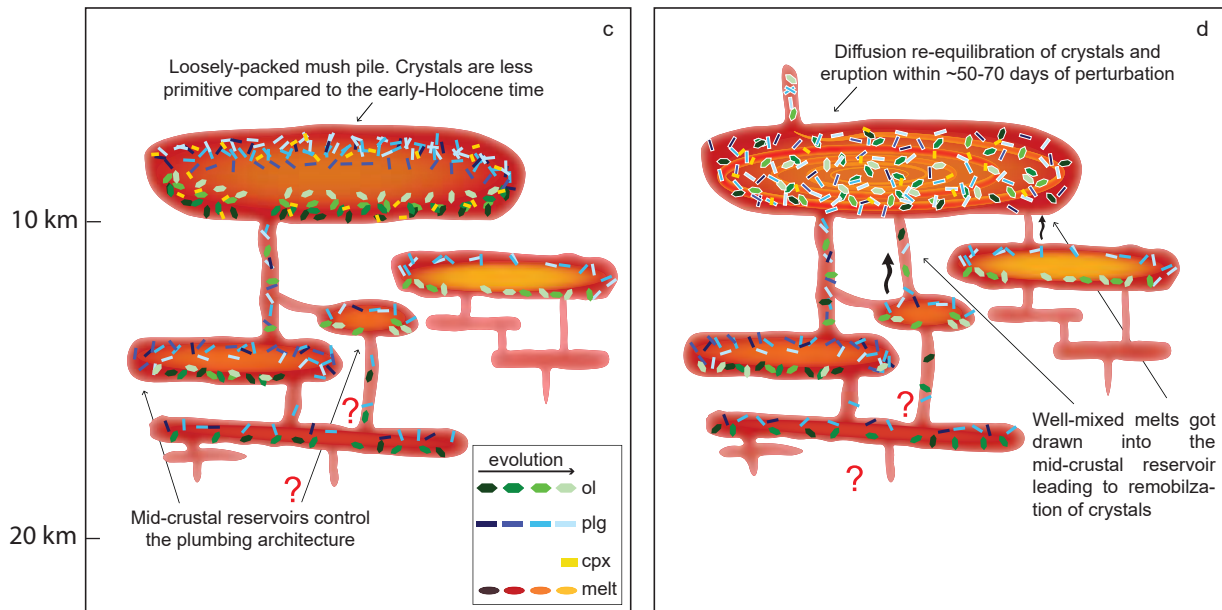 c
Loosely-packed mush pile. Crystals are less
primitive compared to the early-Holocene time
10 km
?
?
Mid-crustal reservoirs control
the plumbing architecture
20 km
evolution
ol
plg
cpx
melt
d
Diffusion re-equilibration of crystals and
eruption within ~50-70 days of perturbation
?
?
Well-mixed melts got
drawn into the
mid-crustal reservoir
leading to remobilza-
tion of crystals